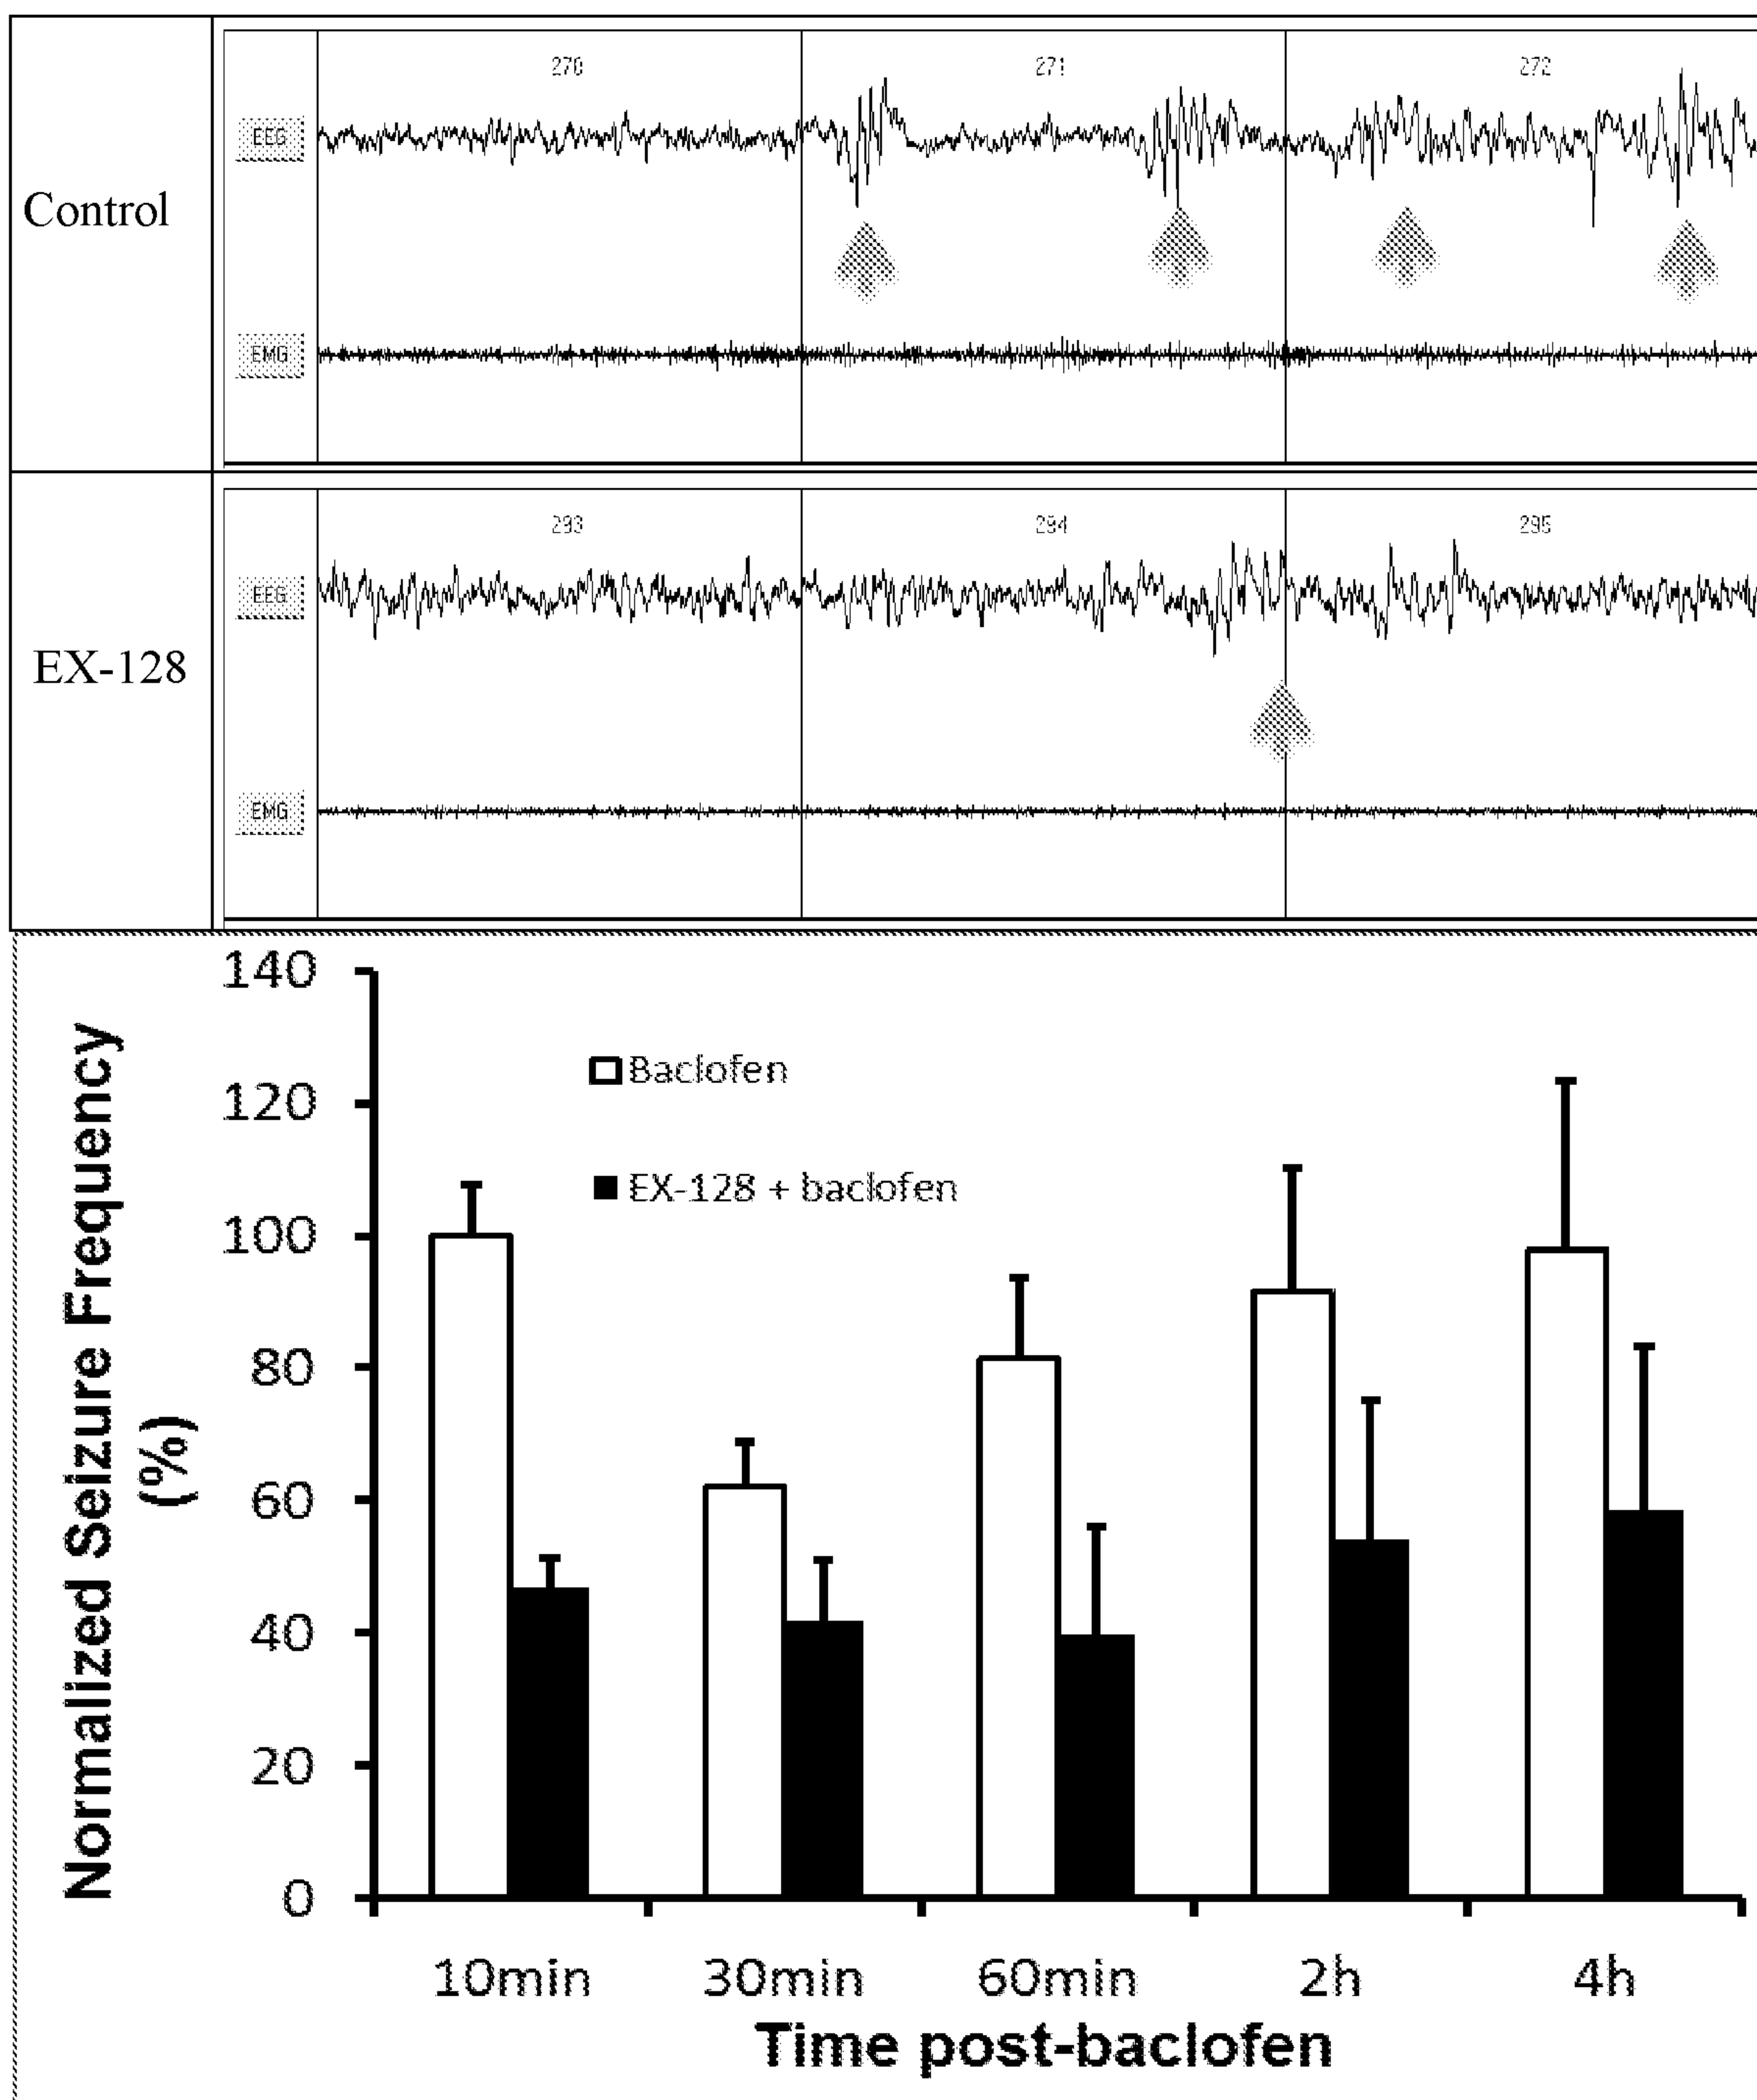 Control
270
271
272
EEG
EMG
EX-128
293
294
295
EEG
EMG
Normalized Seizure Frequency
(%)
140
120
100
80
60
40
20
0
Baclofen
EX-128 + baclofen
10min
30min
60min
2h
4h
Time post-baclofen